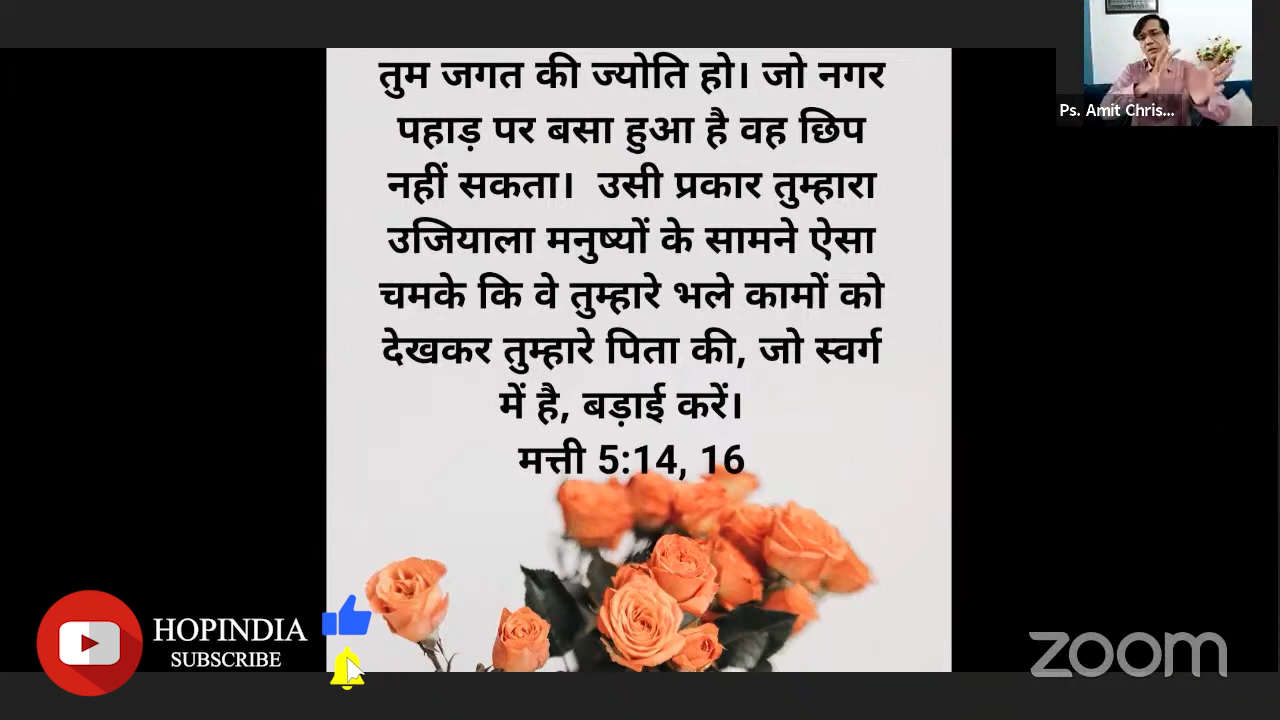 तुम जगत की ज्योति हो। जो नगर
पहाड़ पर बसा हुआ है वह छिप
नहीं सकता। उसी प्रकार तुम्हारा
उजियाला मनुष्यों के सामने ऐसा
चमके कि वे तुम्हारे भले कामों को
देखकर तुम्हारे पिता की, जो स्वर्ग
में है, बड़ाई करें।
मत्ती 5:14, 16
Ps. Amit Chris...
HOPINDIA
SUBSCRIBE
zoom